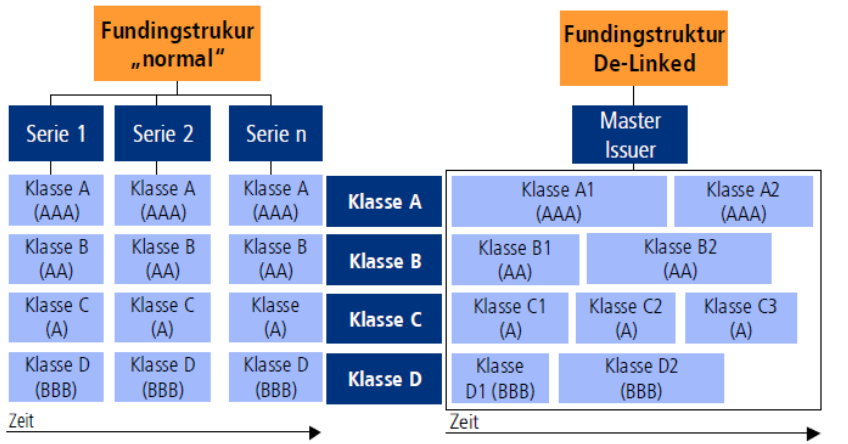 Fundingstrukur
„normal“
Serie 1
Serie 2
Serie n
Klasse A
(AAA)
Klasse A
(AAA)
Klasse A
(AAA)
Klasse B
(AA)
Klasse B
(AA)
Klasse B
(AA)
Klasse C
(A)
Klasse C
(A)
Klasse
(A)
Klasse D
(BBB)
Klasse D
(BBB)
Klasse D
(BBB)
Zeit
Klasse A
Klasse B
Klasse C
Klasse D
Fundingstruktur
De-Linked
Master
Issuer
Klasse A1
(AAA)
Klasse A2
(AAA)
Klasse B1
(AA)
Klasse B2
(AA)
Klasse C1
(A)
Klasse C2
(A)
Klasse C3
(A)
Klasse
D1 (BBB)
Klasse D2
(BBB)
Zeit